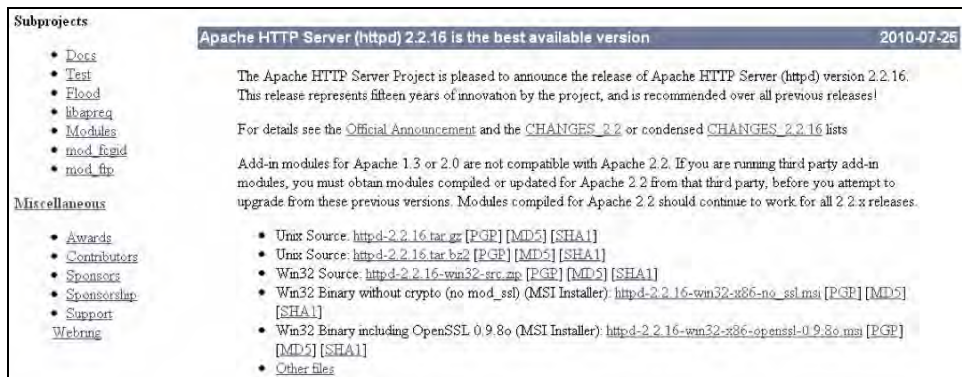 Subprojects
Docs
Test
Flood
libapreq
Modules
mod_fcgid
mod_ftp
Miscellaneous
Awards
Contributors
Sponsors
Sponsorship
Support
Webring
Apache HTTP Server (httpd) 2.2.16 is the best available version 2010-07-25
The Apache HTTP Server Project is pleased to announce the release of Apache HTTP Server (httpd) version 2.2.16.
This release represents fifteen years of innovation by the project, and is recommended over all previous releases!
For details see the Official Announcement and the CHANGES_2.2 or condensed CHANGES_2.2.16 lists
Add-in modules for Apache 1.3 or 2.0 are not compatible with Apache 2.2. If you are running third party add-in
modules, you must obtain modules compiled or updated for Apache 2.2 from that third party, before you attempt to
upgrade from these previous versions. Modules compiled for Apache 2.2 should continue to work for all 2.2.x releases.
Unix Source: httpd-2.2.16.tar.gz [PGP] [MD5] [SHA1]
Unix Source: httpd-2.2.16.tar.bz2 [PGP] [MD5] [SHA1]
Win32 Source: httpd-2.2.16-win32-src.zip [PGP] [MD5] [SHA1]
Win32 Binary without crypto (no mod_ssl) (MSI Installer): httpd-2.2.16-win32-x86-no_ssl.msi [PGP] [MD5]
[SHA1]
Win32 Binary including OpenSSL 0.9.8o (MSI Installer): httpd-2.2.16-win32-x86-openssl-0.9.8o.msi [PGP]
[MD5] [SHA1]
Other files